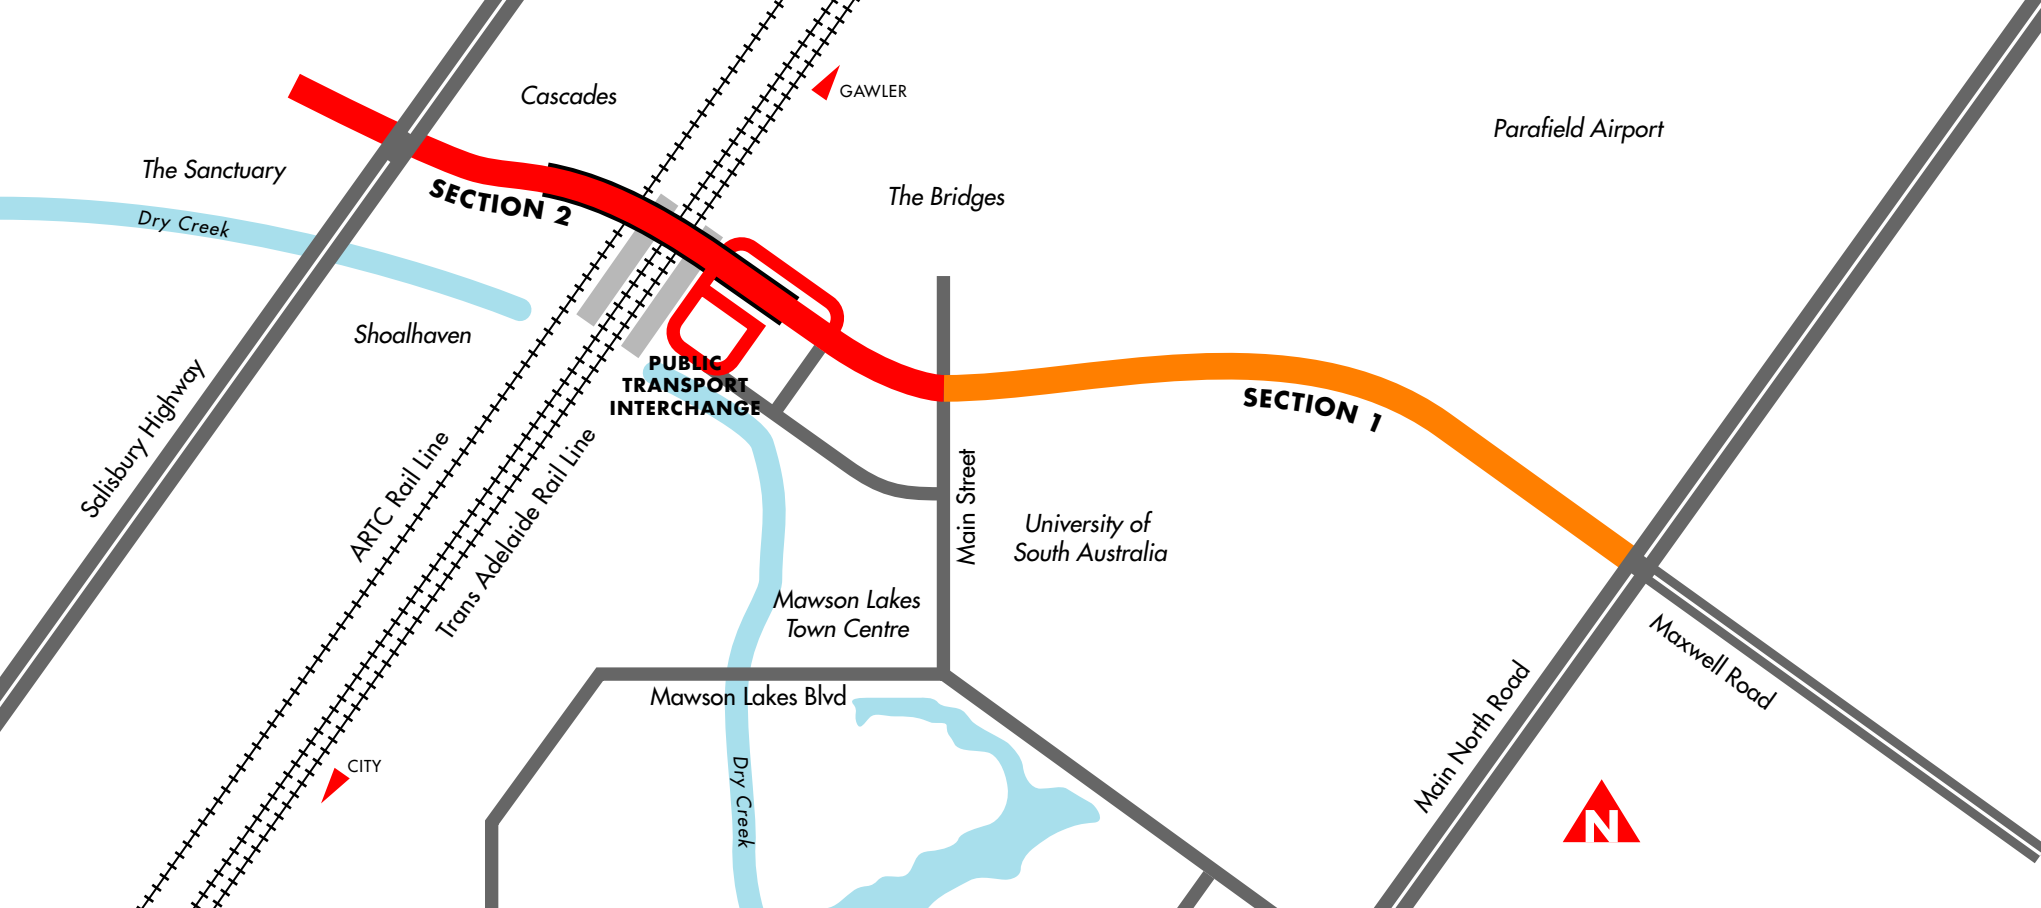 Cascades
GAWLER
Parafield Airport
The Sanctuary
SECTION 2
The Bridges
Dry Creek
Shoalhaven
PUBLIC
TRANSPORT
INTERCHANGE
SECTION 1
Salisbury Highway
ARTC Rail Line
Trans Adelaide Rail Line
Main Street
University of
South Australia
Mawson Lakes
Town Centre
Maxwell Road
Mawson Lakes Blvd
Main North Road
CITY
Dry Creek
N